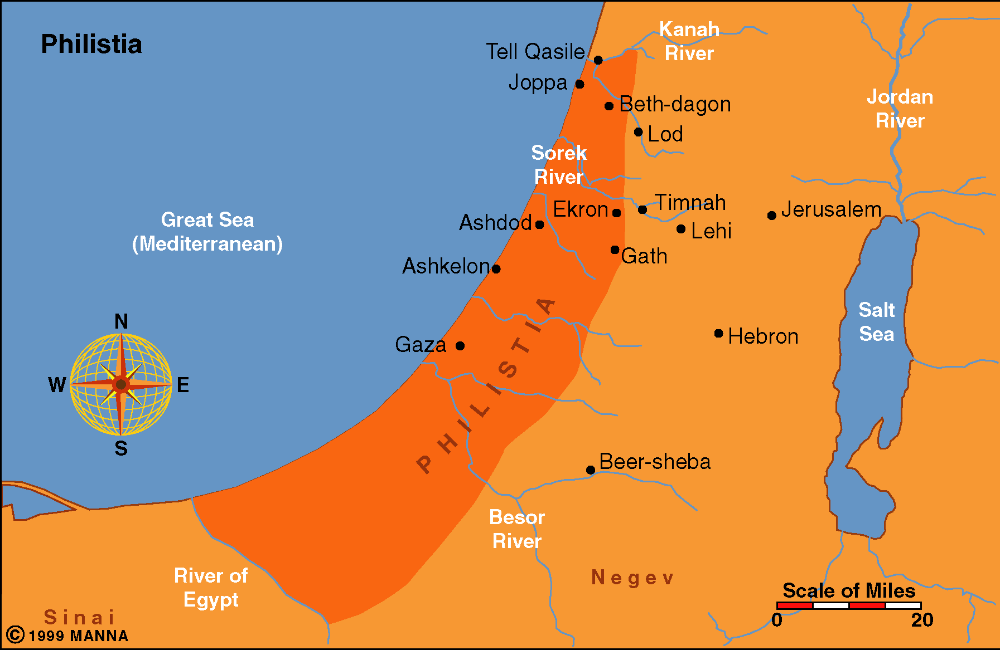 Philistia
Kanah
River
Tell Qasile
Joppa
Jordan
River
Beth-dagon
Lod
Sorek
River
Timnah
Ekron
Jerusalem
Great Sea
(Mediterranean)
Ashdod
Lehi
Gath
Ashkelon
PHILISTIA
Salt
Sea
N
Hebron
Gaza
W
E
S
Beer-sheba
Besor
River
River of
Egypt
Negev
Scale of Miles
0
20
Sinai
© 1999 MANNA